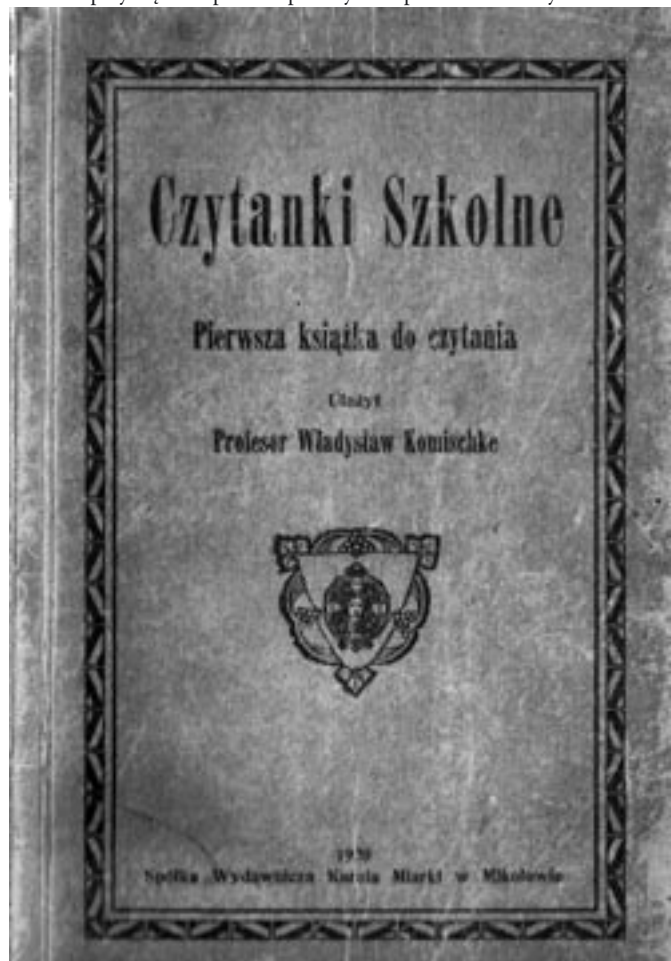 Czytanki Szkolne
Pierwsza książka do czytania
Ułożył
Profesor Władysław Komischke
Spółka Wydawnicza Karola Miarki w Mikołowie